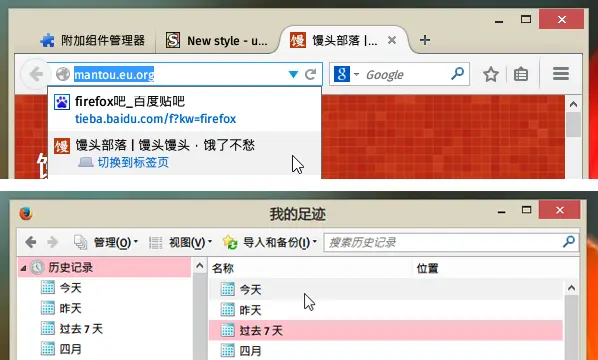 附加组件管理器
New style - u...
馒头部落 | ...
mantou.eu.org
Google
firefox吧_百度贴吧
tieba.baidu.com/f?kw=firefox
馒头部落 | 馒头馒头 · 饿了不愁
切换到标签页
我的足迹
管理(O)
视图(V)
导入和备份(I)
搜索历史记录
历史记录
今天
昨天
过去 7 天
四月
名称
位置
今天
昨天
过去 7 天
四月